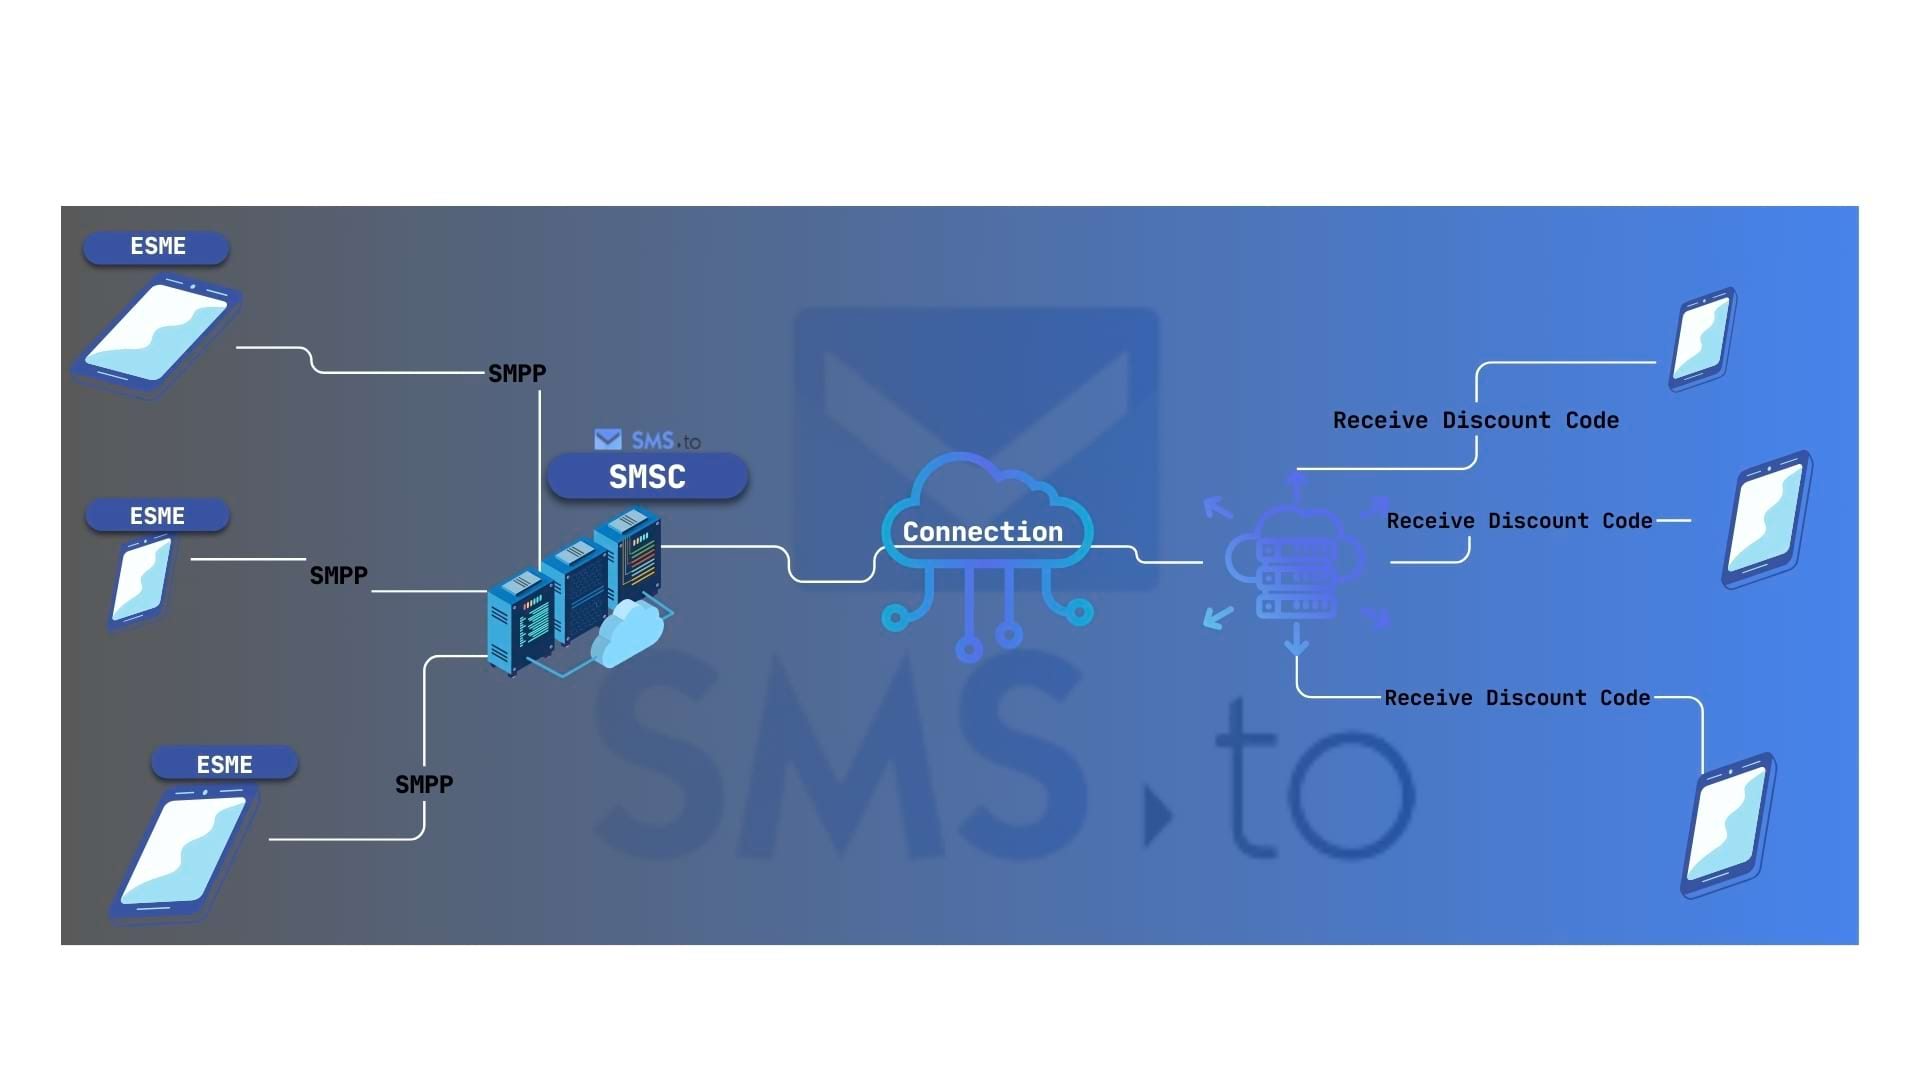 ESME
SMPP
SMS.to
SMSC
ESME
SMPP
ESME
SMPP
Connection
Receive Discount Code
Receive Discount Code
Receive Discount Code
SMS.to